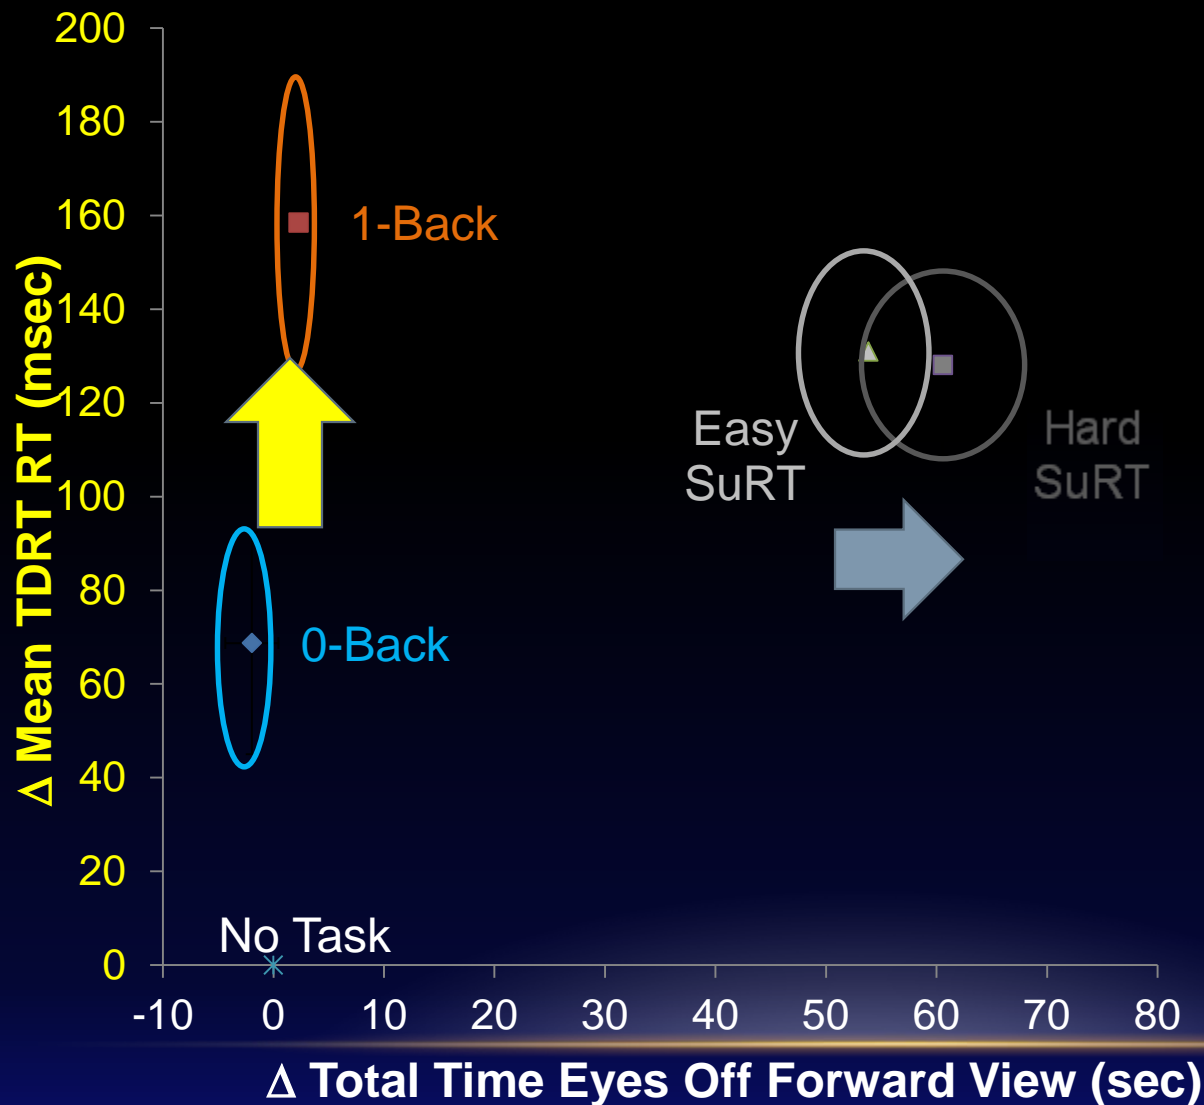 200
180
160
140
120
100
80
60
40
20
0
Δ Mean TDRT RT (msec)
1-Back
0-Back
Easy
SuRT
Hard
SuRT
No Task
-10 0 10 20 30 40 50 60 70 80
Δ Total Time Eyes Off Forward View (sec)